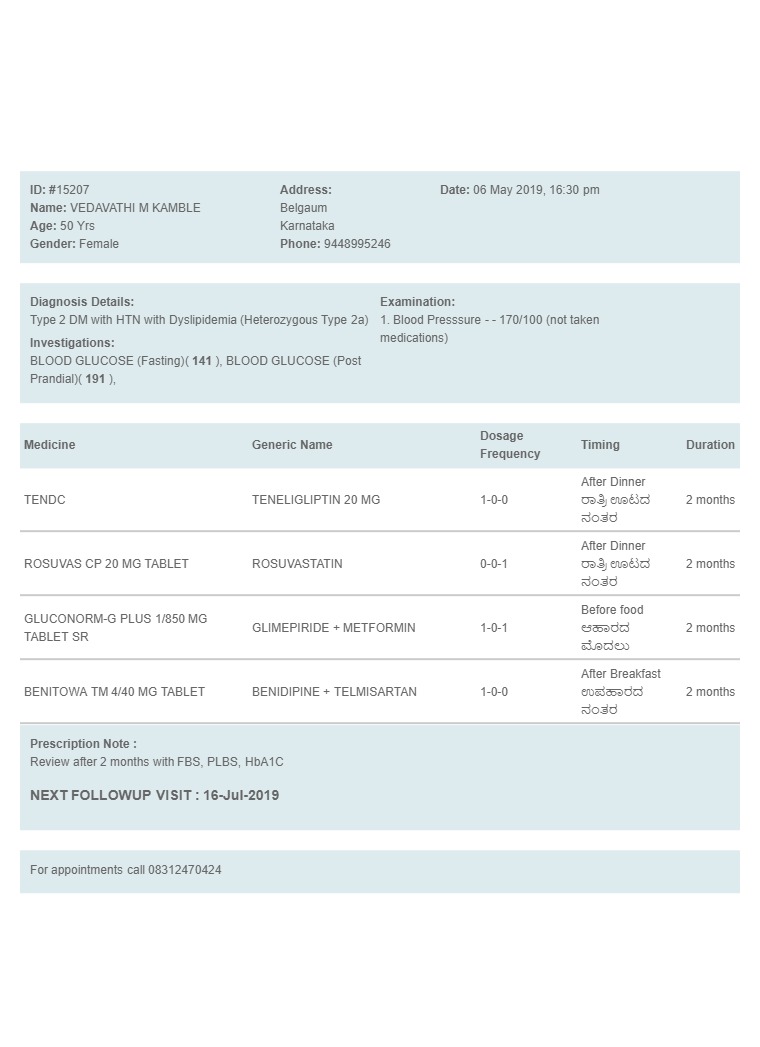 ID: #15207
Name: VEDAVATHI M KAMBLE
Age: 50 Yrs
Gender: Female
Address:
Belgaum
Karnataka
Phone: 9448995246
Date: 06 May 2019, 16:30 pm
Diagnosis Details:
Type 2 DM with HTN with Dyslipidemia (Heterozygous Type 2a)
Investigations:
BLOOD GLUCOSE (Fasting)( 141 ), BLOOD GLUCOSE (Post
Prandial)( 191 ),
Examination:
1. Blood Presssure - - 170/100 (not taken
medications)
Medicine Generic Name Dosage Frequency Timing Duration
TENDC TENELIGLIPTIN 20 MG 1-0-0 After Dinner 2 months
ರಾತ್ರಿ ಊಟದ
ನಂತರ
ROSUVAS CP 20 MG TABLET ROSUVASTATIN 0-0-1 After Dinner 2 months
ರಾತ್ರಿ ಊಟದ
ನಂತರ
GLUCONORM-G PLUS 1/850 MG
TABLET SR GLIMEPIRIDE + METFORMIN 1-0-1 Before food 2 months
ಆಹಾರದ
ಮೊದಲು
BENITOWA TM 4/40 MG TABLET BENIDIPINE + TELMISARTAN 1-0-0 After Breakfast 2 months
ಉಪಹಾರದ
ನಂತರ
Prescription Note :
Review after 2 months with FBS, PLBS, HbA1C
NEXT FOLLOWUP VISIT : 16-Jul-2019
For appointments call 08312470424